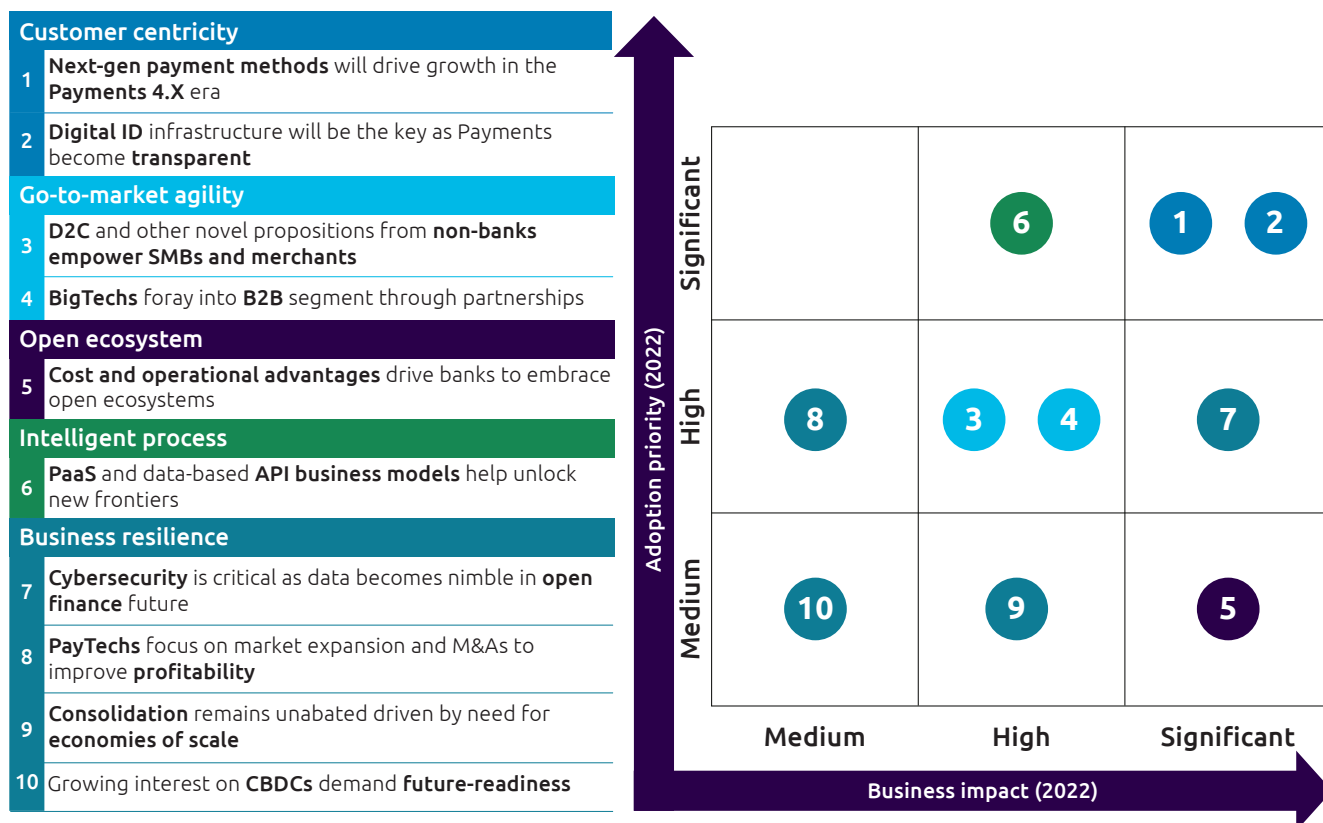 Customer centricity
1
Next-gen payment methods will drive growth in the
Payments 4.X era
2
Digital ID infrastructure will be the key as Payments
become transparent
Go-to-market agility
3
D2C and other novel propositions from non-banks
empower SMBs and merchants
4
BigTechs foray into B2B segment through partnerships
Open ecosystem
5
Cost and operational advantages drive banks to embrace
open ecosystems
Intelligent process
6
PaaS and data-based API business models help unlock
new frontiers
Business resilience
7
Cybersecurity is critical as data becomes nimble in open
finance future
8
PayTechs focus on market expansion and M&As to
improve profitability
9
Consolidation remains unabated driven by need for
economies of scale
10
Growing interest on CBDCs demand future-readiness
Adoption priority (2022)
Significant
6
1
2
High
8
3
4
7
Medium
10
9
5
Medium
High
Significant
Business impact (2022)